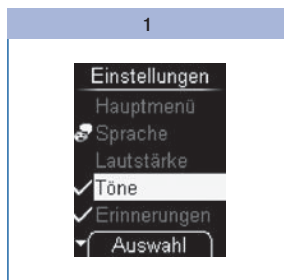 1
Einstellungen
Hauptmenü
Sprache
Lautstärke
Töne
Erinnerungen
Auswahl